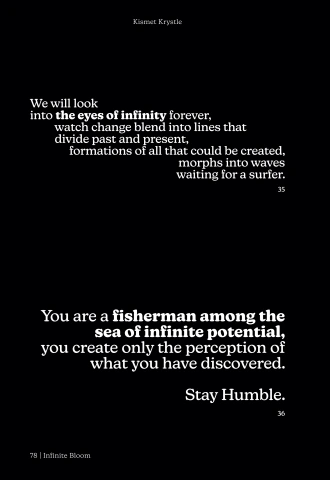 Kismet Krystle
We will look
into the eyes of infinity forever,
watch change blend into lines that
divide past and present,
formations of all that could be created,
morphs into waves
waiting for a surfer.
35
You are a fisherman among the
sea of infinite potential,
you create only the perception of
what you have discovered.
Stay Humble.
36
78 | Infinite Bloom